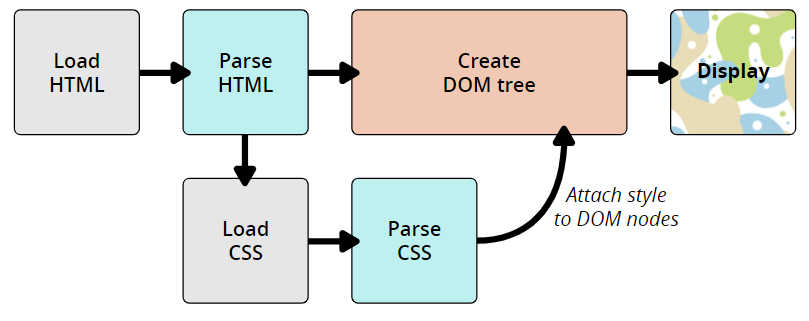 Load
HTML
Parse
HTML
Create
DOM tree
Display
Load
CSS
Parse
CSS
Attach style
to DOM nodes